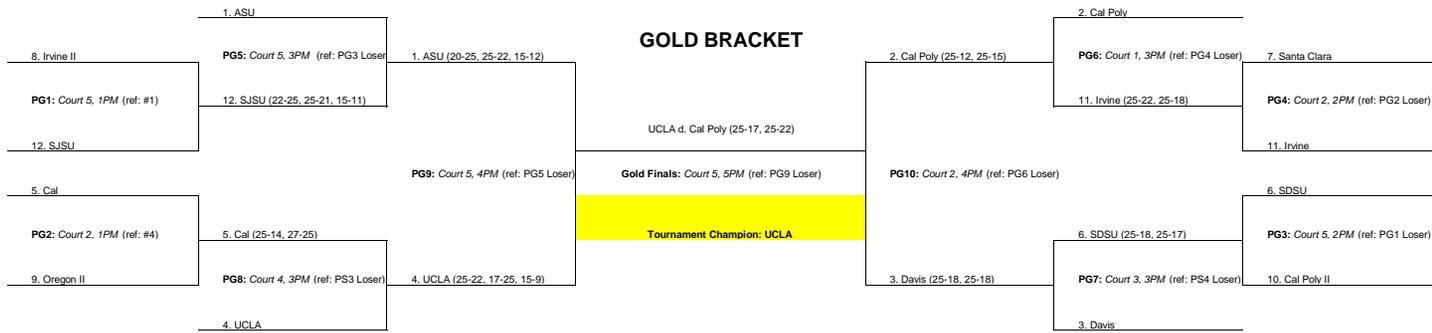 1. ASU
2. Cal Poly
GOLD BRACKET
8. Irvine II
PG5: Court 5, 3PM (ref: PG3 Loser
1. ASU (20-25, 25-22, 15-12)
2. Cal Poly (25-12, 25-15)
PG6: Court 1, 3PM (ref: PG4 Loser)
7. Santa Clara
PG1: Court 5, 1PM (ref: #1)
12. SJSU (22-25, 25-21, 15-11)
11. Irvine (25-22, 25-18)
PG4: Court 2, 2PM (ref: PG2 Loser)
UCLA d. Cal Poly (25-17, 25-22)
12. SJSU
11. Irvine
PG9: Court 5, 4PM (ref: PG5 Loser)
Gold Finals: Court 5, 5PM (ref: PG9 Loser)
PG10: Court 2, 4PM (ref: PG6 Loser)
5. Cal
6. SDSU
PG2: Court 2, 1PM (ref: #4)
5. Cal (25-14, 27-25)
Tournament Champion: UCLA
6. SDSU (25-18, 25-17)
PG3: Court 5, 2PM (ref: PG1 Loser)
9. Oregon II
PG8: Court 4, 3PM (ref: PS3 Loser)
4. UCLA (25-22, 17-25, 15-9)
3. Davis (25-18, 25-18)
PG7: Court 3, 3PM (ref: PS4 Loser)
10. Cal Poly II
4. UCLA
3. Davis